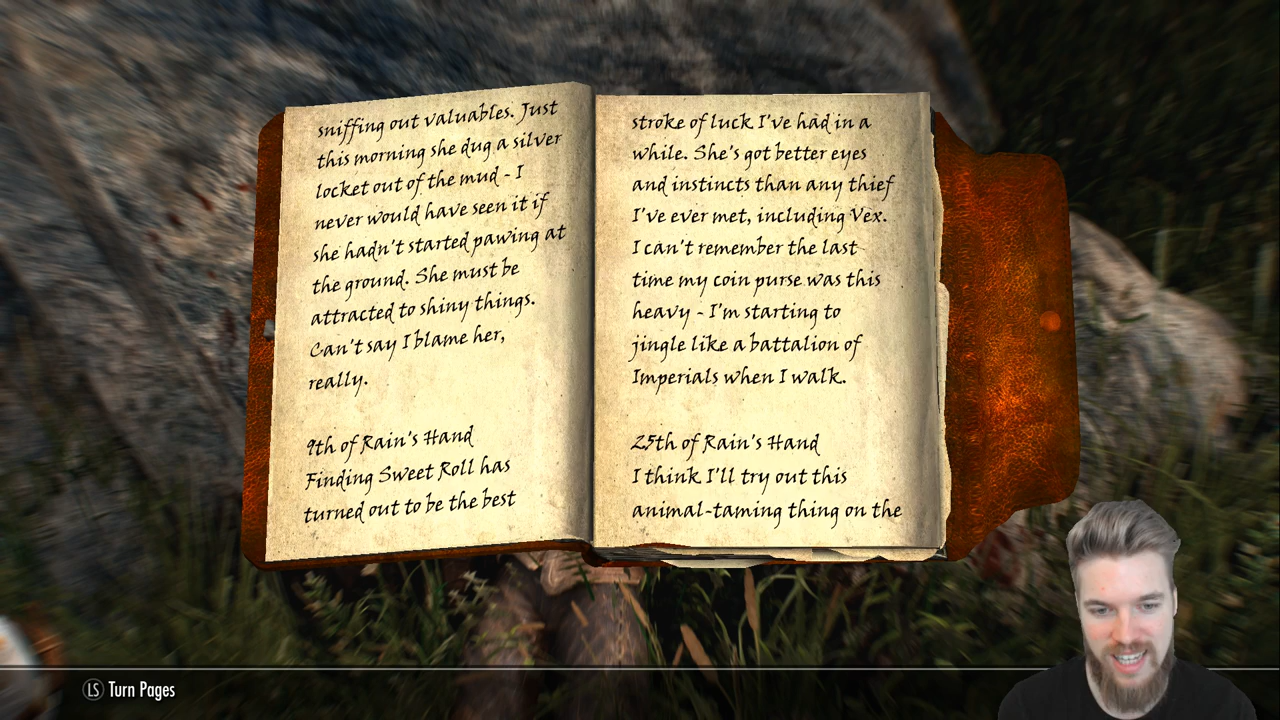 sniffing out valuables. Just
this morning she dug a silver
locket out of the mud - I
never would have seen it if
she hadn't started pawing at
the ground. She must be
attracted to shiny things.
Can't say I blame her,
really.
9th of Rain's Hand
Finding Sweet Roll has
turned out to be the best
stroke of luck I've had in a
while. She's got better eyes
and instincts than any thief
I've ever met, including Vex.
I can't remember the last
time my coin purse was this
heavy - I'm starting to
jingle like a battalion of
Imperials when I walk.
25th of Rain's Hand
I think I'll try out this
animal-taming thing on the
LS Turn Pages